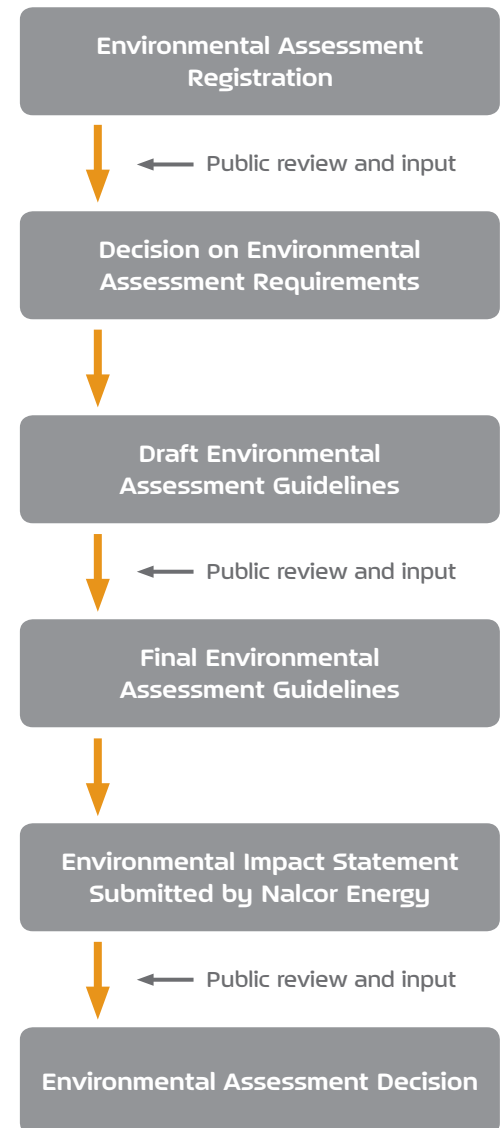 Environmental Assessment
Registration
Public review and input
Decision on Environmental
Assessment Requirements
Draft Environmental
Assessment Guidelines
Public review and input
Final Environmental
Assessment Guidelines
Environmental Impact Statement
Submitted by Nalcor Energy
Public review and input
Environmental Assessment Decision